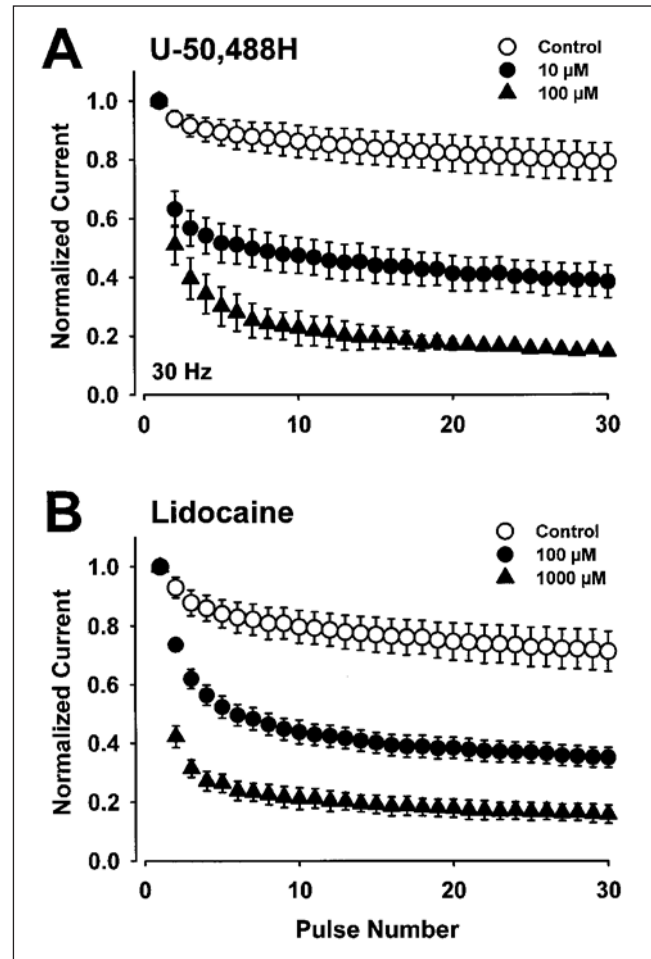 A U-50,488H
Control
10 µM
100 µM
1.0
0.8
0.6
0.4
0.2
0.0
Normalized Current
30 Hz
0 10 20 30
B Lidocaine
Control
100 µM
1000 µM
1.0
0.8
0.6
0.4
0.2
0.0
Normalized Current
0 10 20 30
Pulse Number